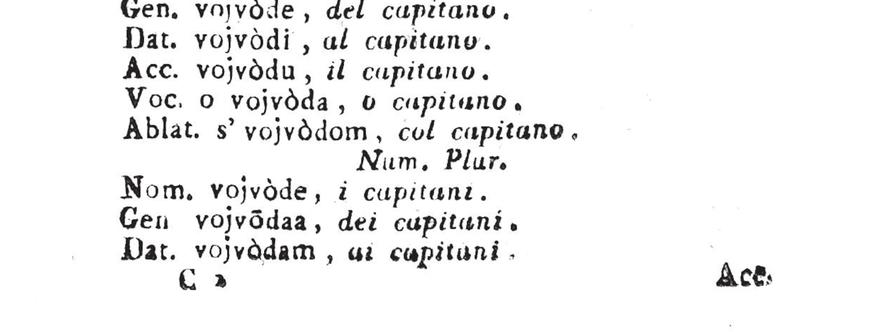 Gen. vojvòde, del capitano.
Dat. vojvòdi, al capitano.
Acc. vojvòdu, il capitano.
Voc. o vojvòda, o capitano.
Ablat. s' vojvòdom, col capitano.
Num. Plur.
Nom. vojvòde, i capitani.
Gen vojvōdaa, dei capitani.
Dat. vojvòdam, ai capitani.
C Acc.